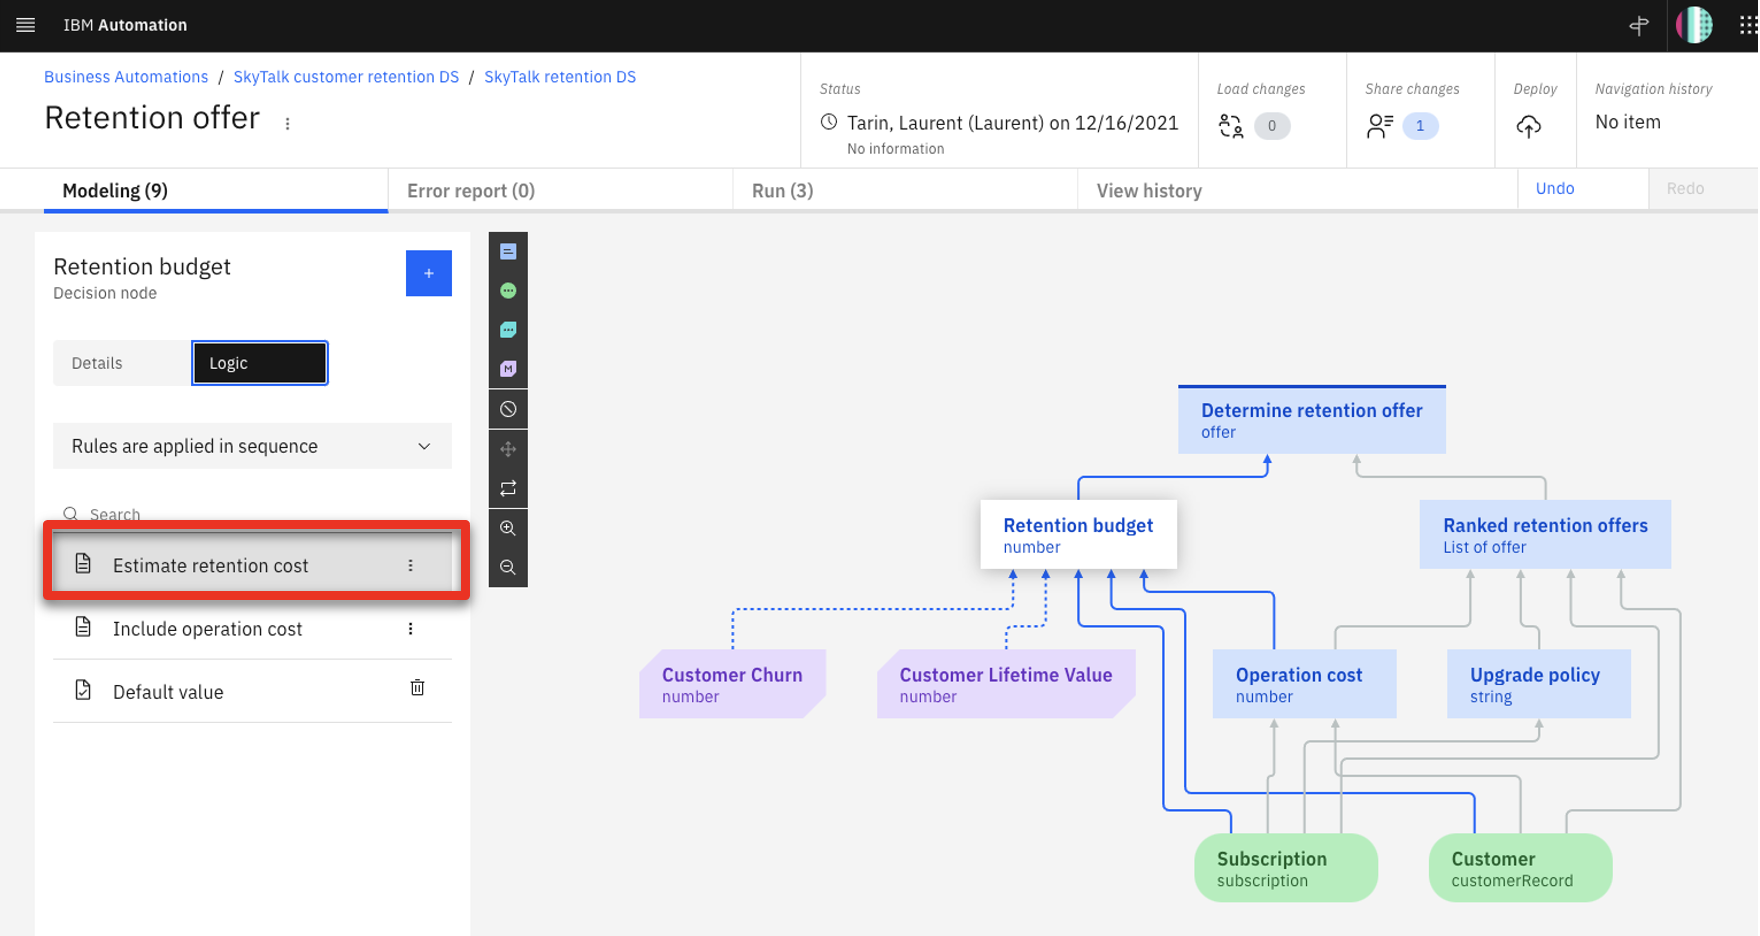 IBM Automation
Business Automations / SkyTalk customer retention DS / SkyTalk retention DS
Retention offer
Status
Tarin, Laurent (Laurent) on 12/16/2021
No information
Load changes
0
Share changes
1
Deploy
Navigation history
No item
Modeling (9)
Error report (0)
Run (3)
View history
Undo
Redo
Retention budget
Decision node
+
Details
Logic
Rules are applied in sequence
Search
Estimate retention cost
Include operation cost
Default value
M
Determine retention offer
offer
Retention budget
number
Ranked retention offers
List of offer
Customer Churn
number
Customer Lifetime Value
number
Operation cost
number
Upgrade policy
string
Subscription
subscription
Customer
customerRecord